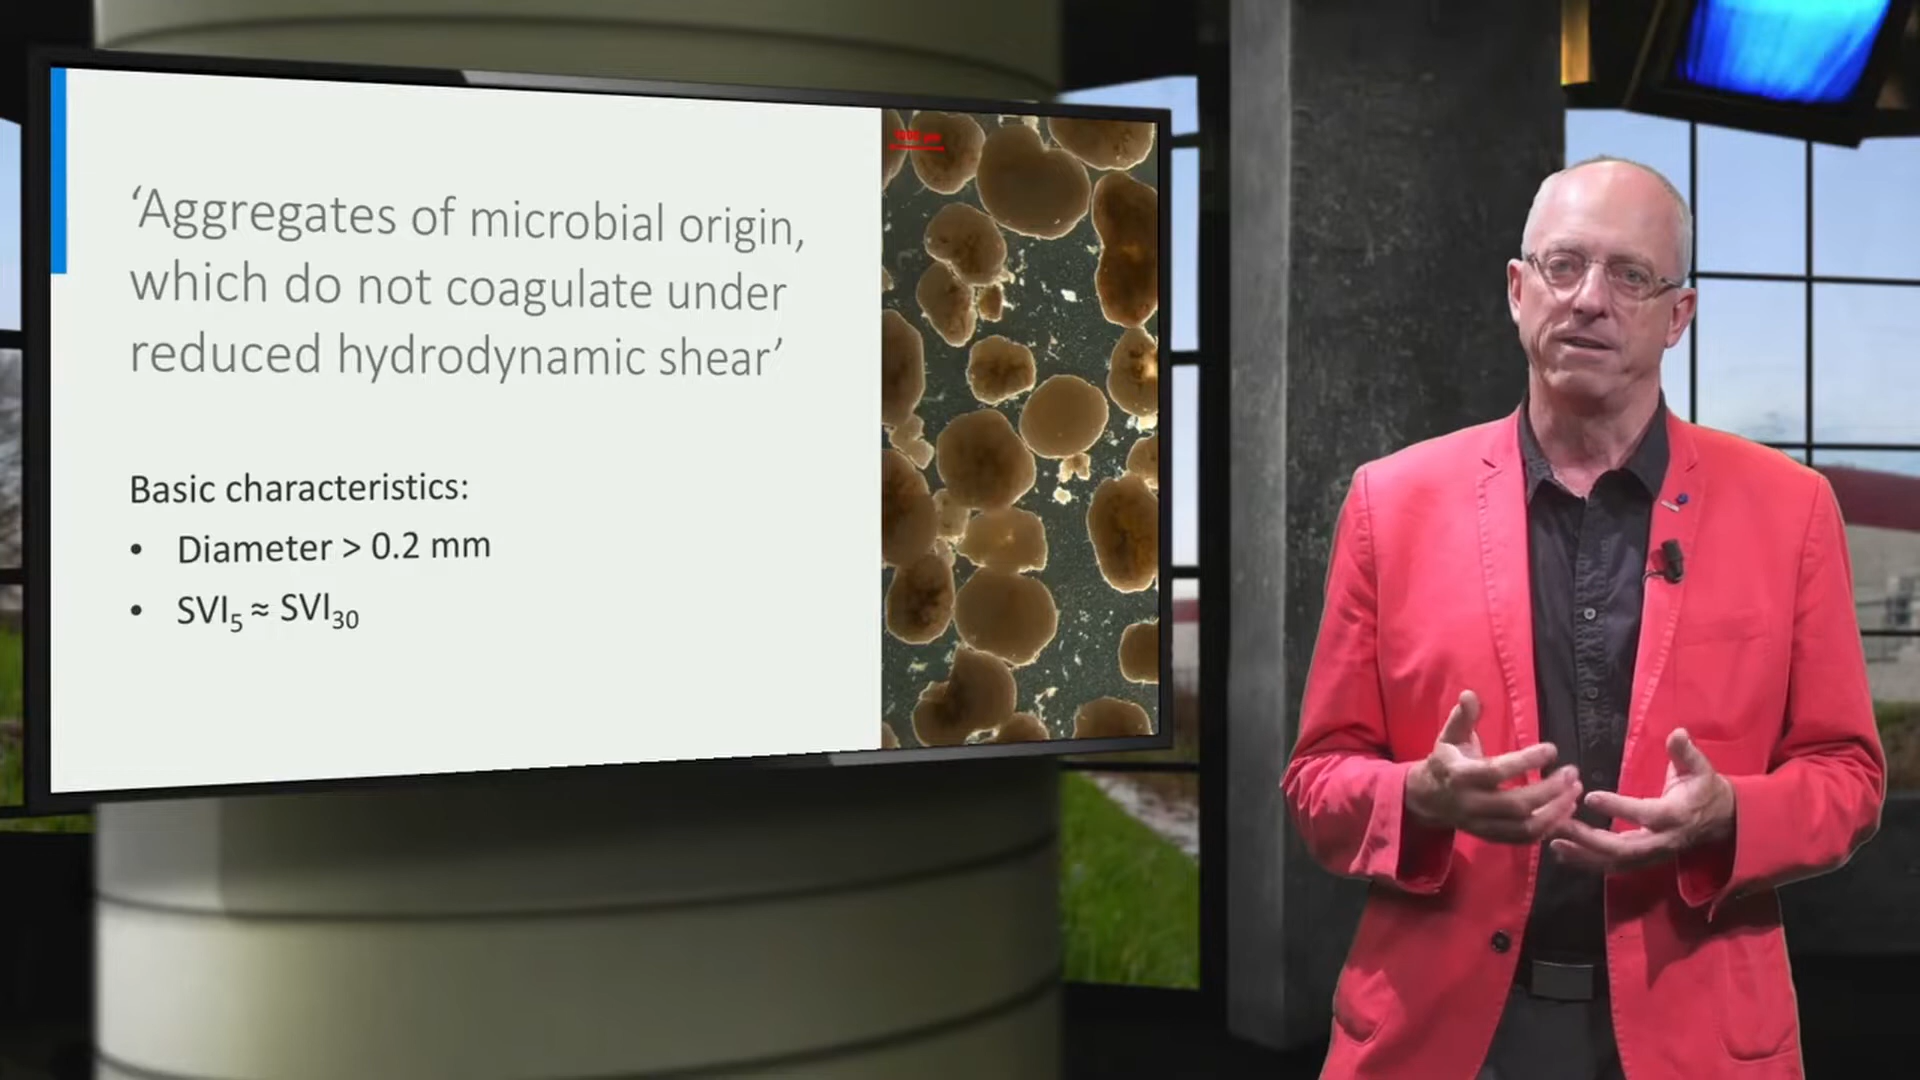 ‘Aggregates of microbial origin,
which do not coagulate under
reduced hydrodynamic shear’
Basic characteristics:
• Diameter > 0.2 mm
• SVI₅ ≈ SVI₃₀